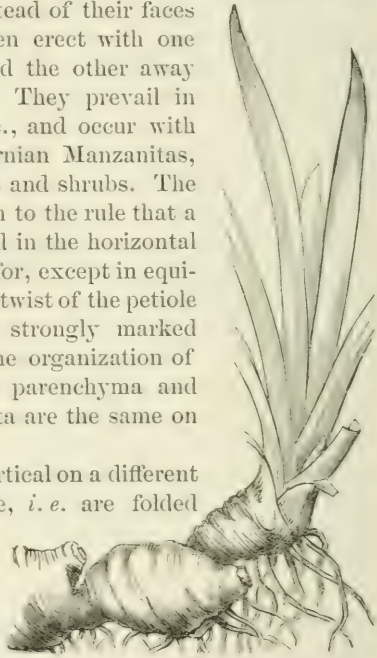 tead of their faces
en erect with one
d the other away
They prevail in
., and occur with
rnian Manzanitas,
and shrubs. The
n to the rule that a
l in the horizontal
for, except in equi-
twist of the petiole
strongly marked
ne organization of
parenchyma and
ta are the same on
rtical on a different
e, i. e. are folded